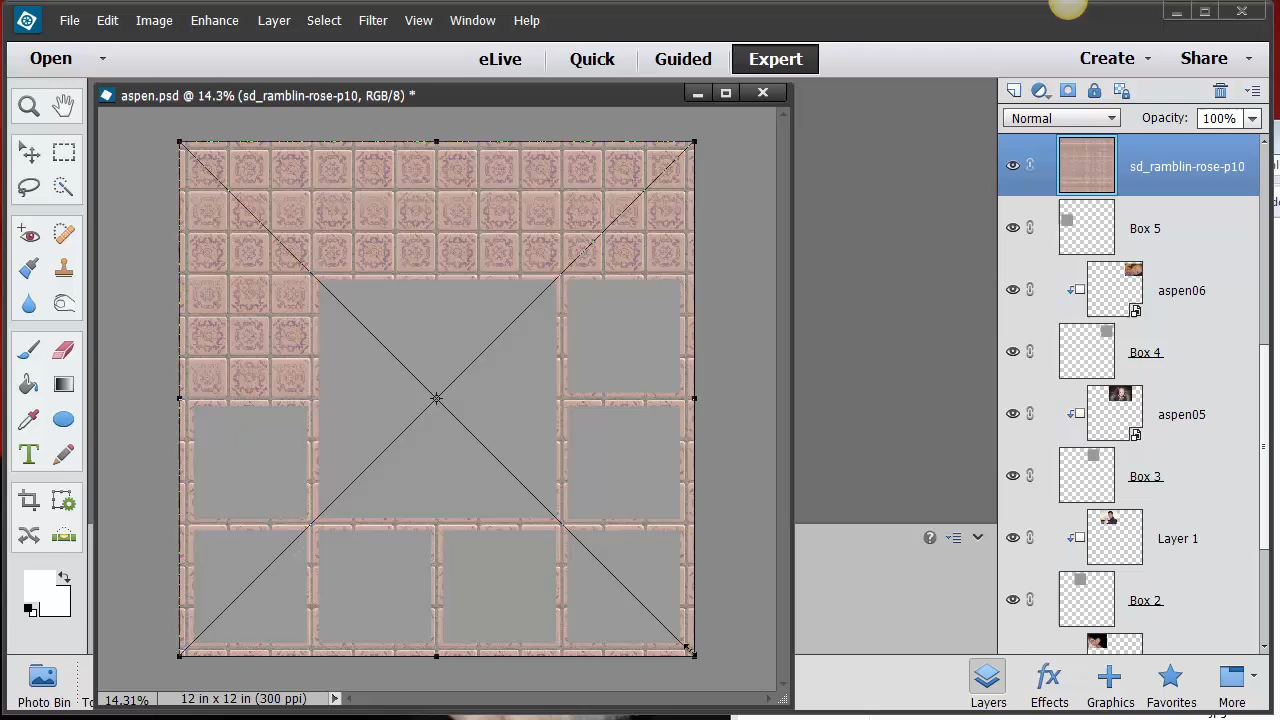 File Edit Image Enhance Layer Select Filter View Window Help
Open eLive Quick Guided Expert Create Share
aspen.psd @ 14.3% (sd_ramblin-rose-p10, RGB/8) *
Normal Opacity: 100%
sd_ramblin-rose-p10
Box 5
aspen06
Box 4
aspen05
Box 3
Layer 1
Box 2
14.31% 12 in x 12 in (300 ppi)
Photo Bin Layers Effects Graphics Favorites More